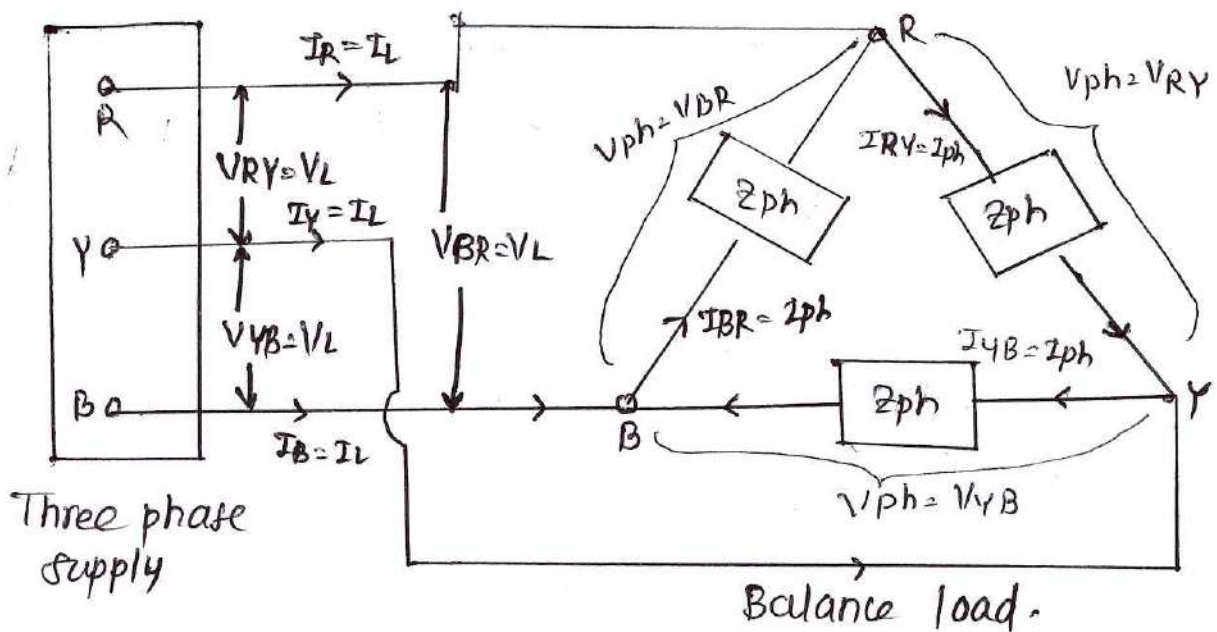 IR = IL
R
VRY = VL
IY = IL
Y
VBR = VL
VYB = VL
B
IB = IL
Three phase
supply
R
Vph = VBR
Vph = VRY
IRY = Iph
Zph
Zph
IBR = Iph
IYB = Iph
Zph
B
Y
Vph = VYB
Balance load.